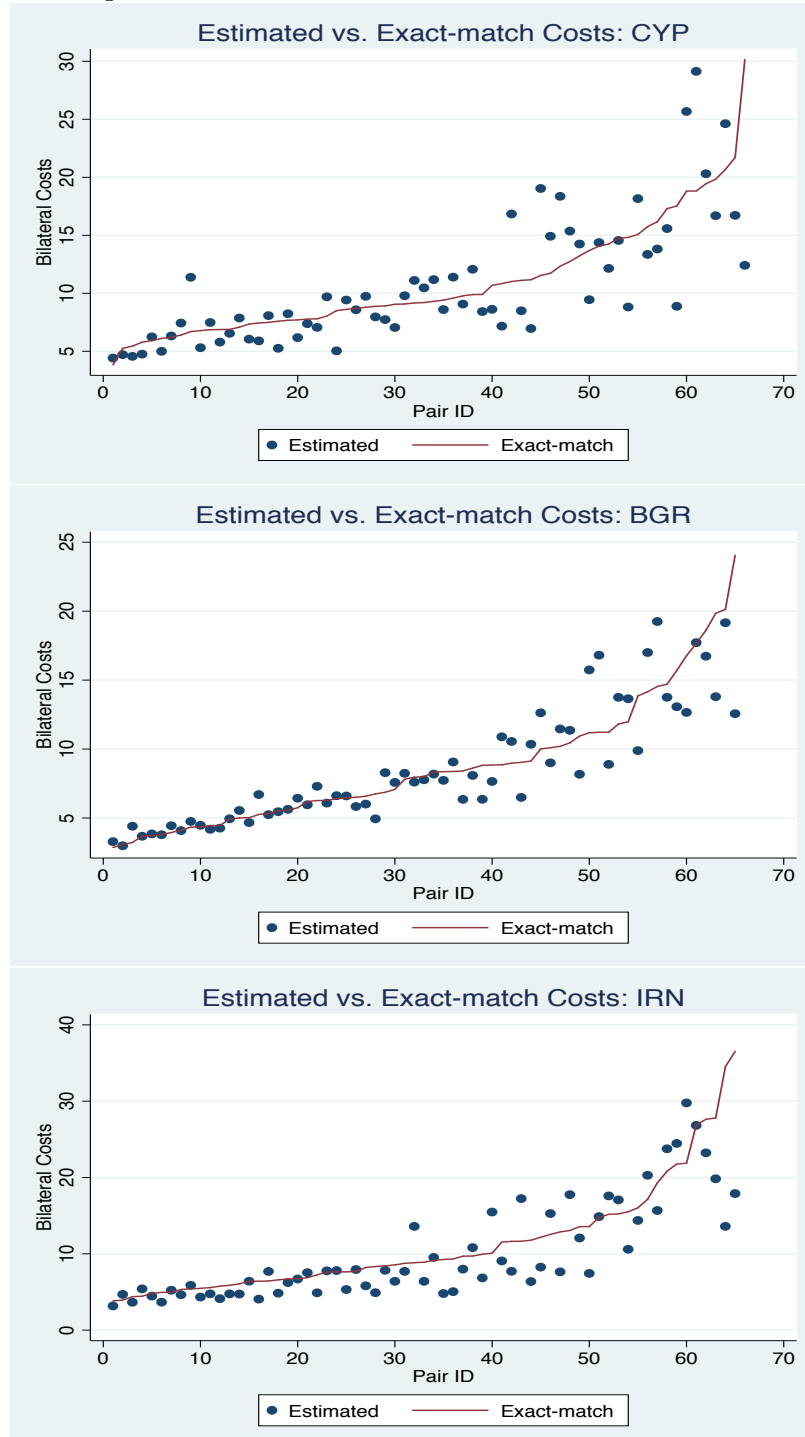 Estimated vs. Exact-match Costs: CYP
Bilateral Costs
30
25
20
15
10
5
0 10 20 30 40 50 60 70
Pair ID
Estimated Exact-match
Estimated vs. Exact-match Costs: BGR
Bilateral Costs
25
20
15
10
5
0 10 20 30 40 50 60 70
Pair ID
Estimated Exact-match
Estimated vs. Exact-match Costs: IRN
Bilateral Costs
40
30
20
10
0
0 10 20 30 40 50 60 70
Pair ID
Estimated Exact-match